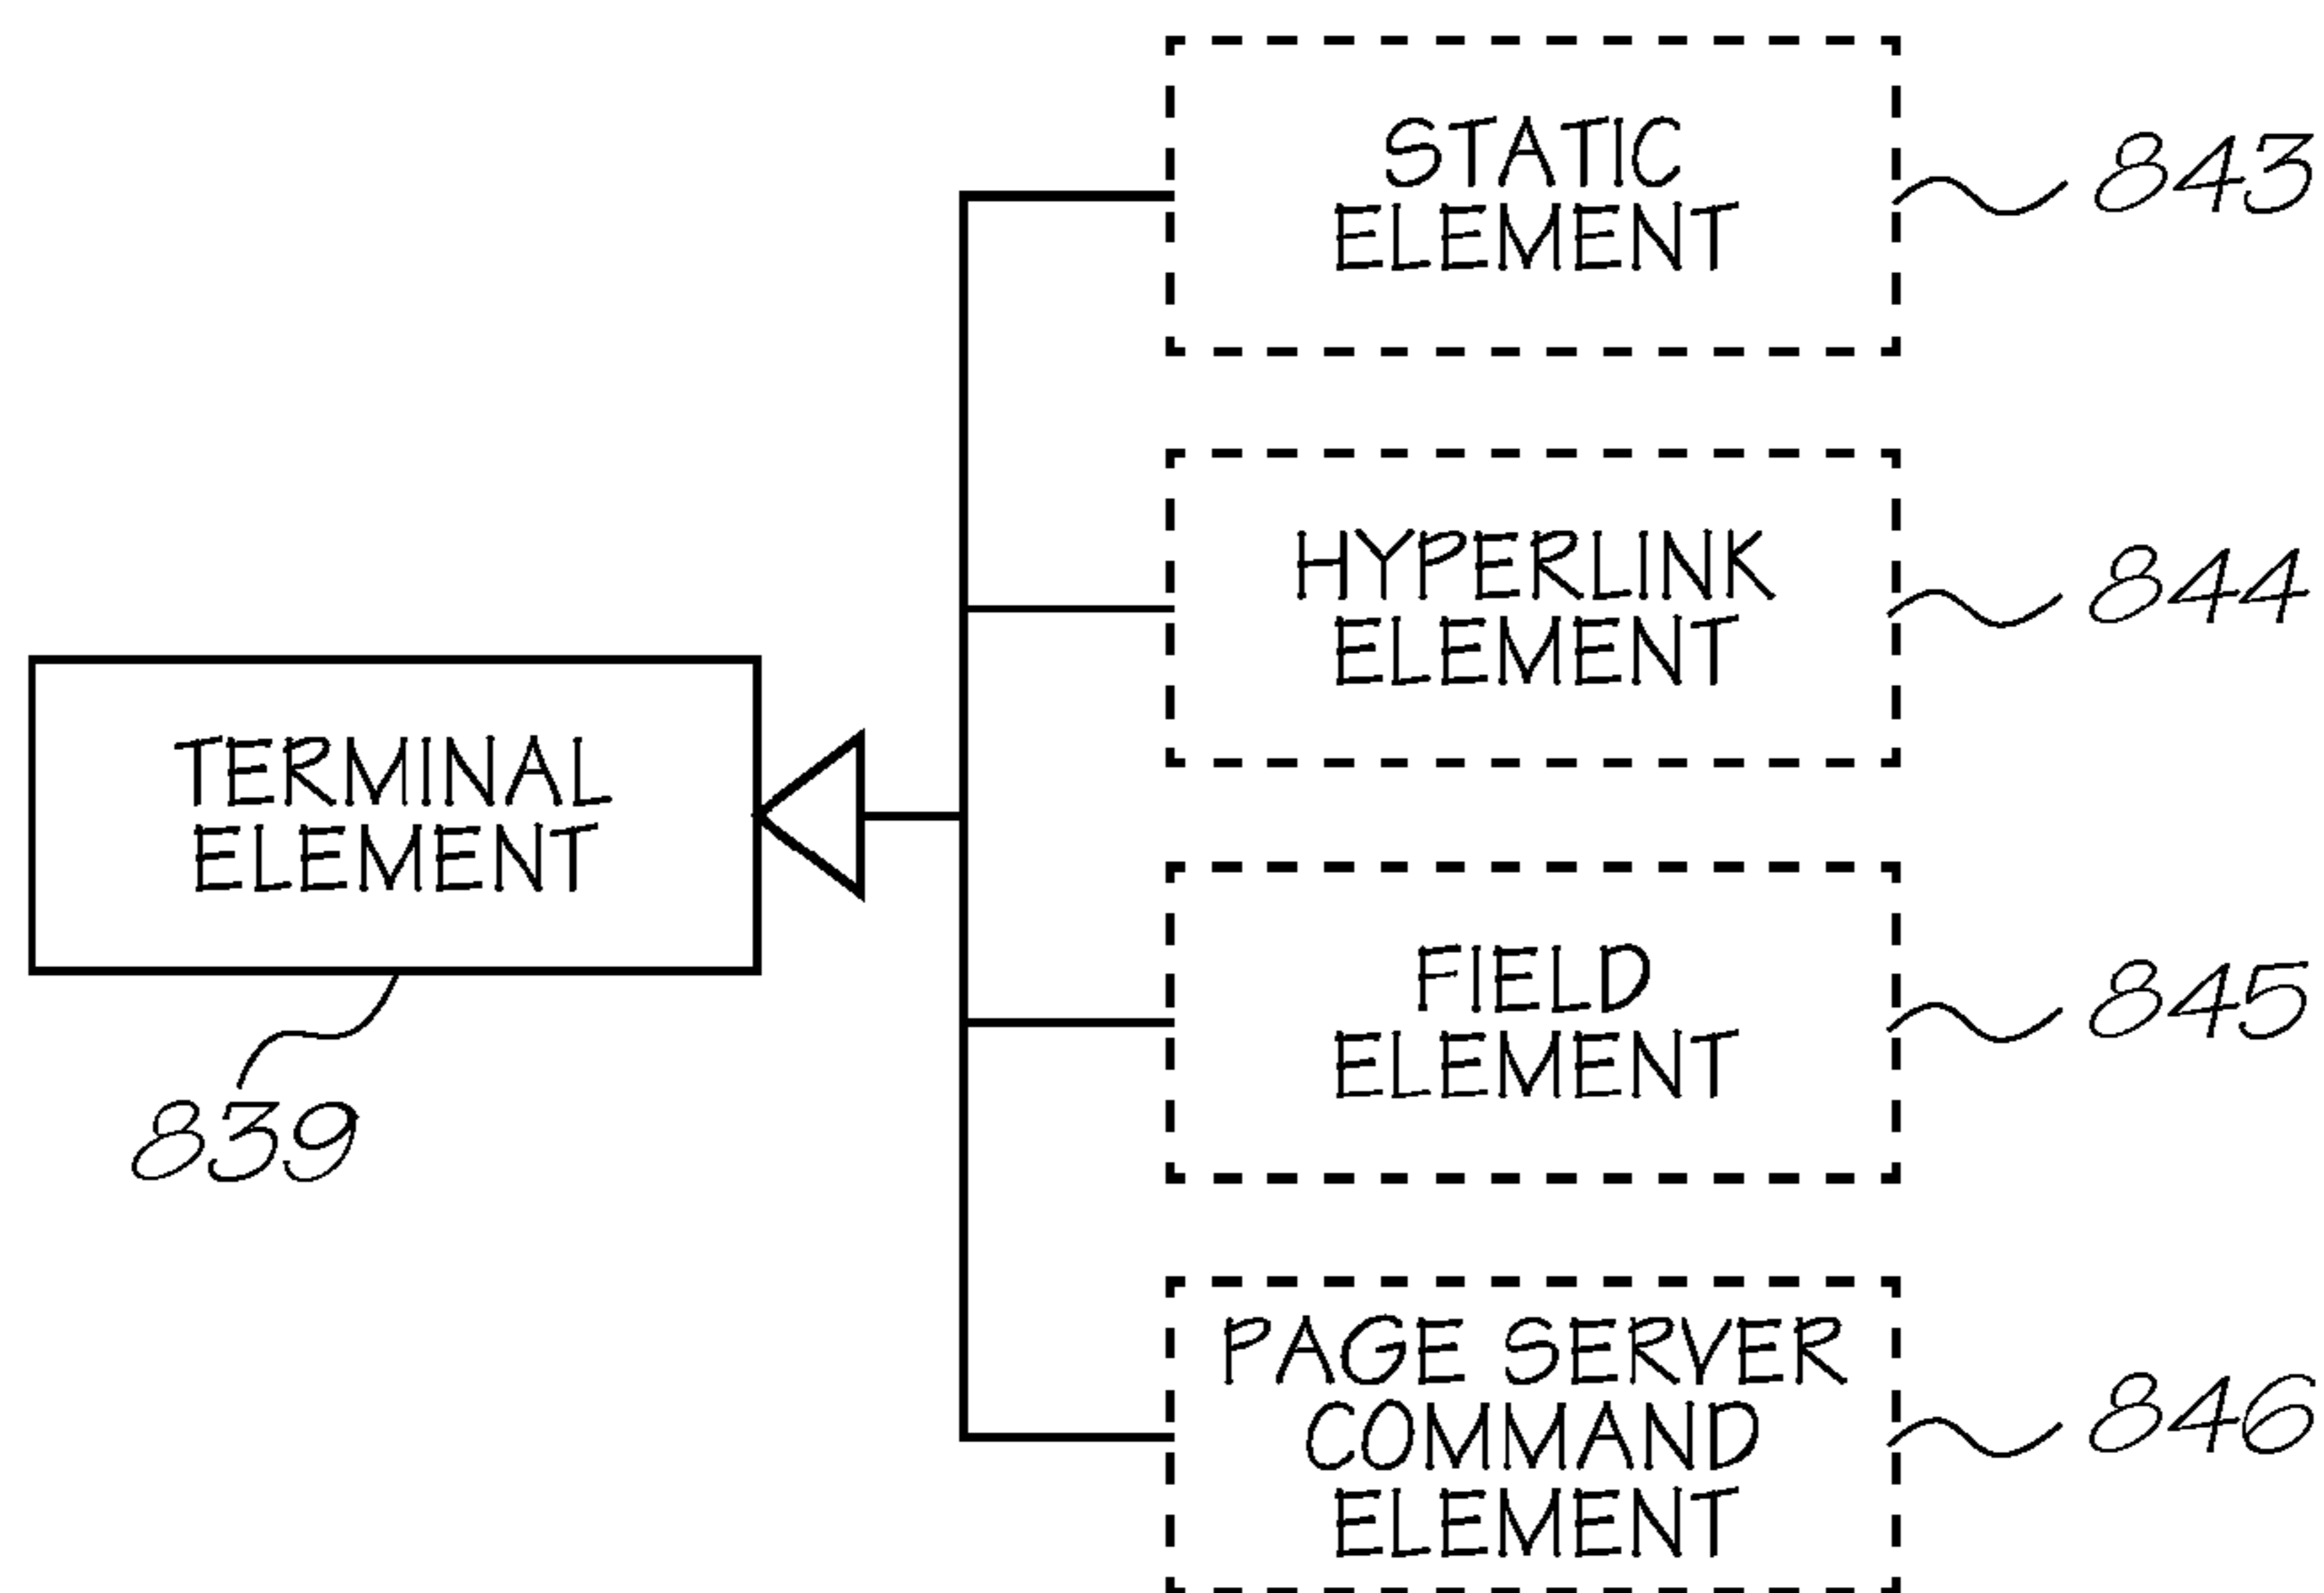 STATIC
ELEMENT
843
HYPERLINK
ELEMENT
844
TERMINAL
ELEMENT
839
FIELD
ELEMENT
845
PAGE SERVER
COMMAND
ELEMENT
846